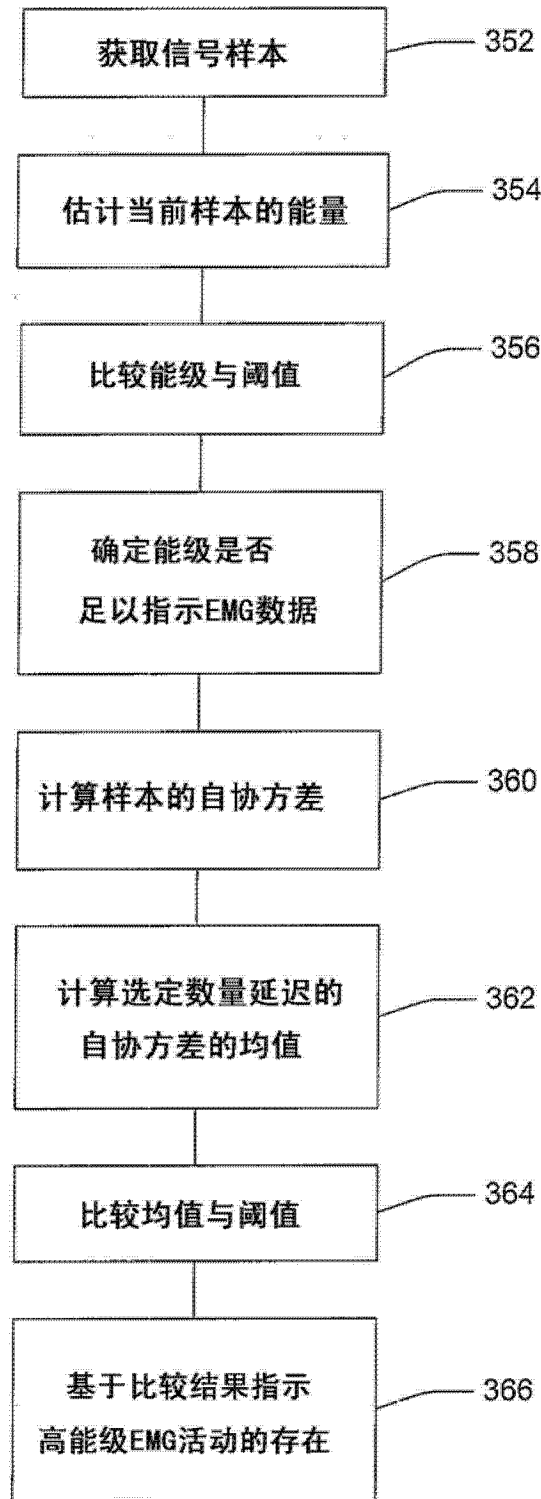 获取信号样本
352
估计当前样本的能量
354
比较能级与阈值
356
确定能级是否
足以指示EMG数据
358
计算样本的自协方差
360
计算选定数量延迟的
自协方差的均值
362
比较均值与阈值
364
基于比较结果指示
高能级EMG活动的存在
366